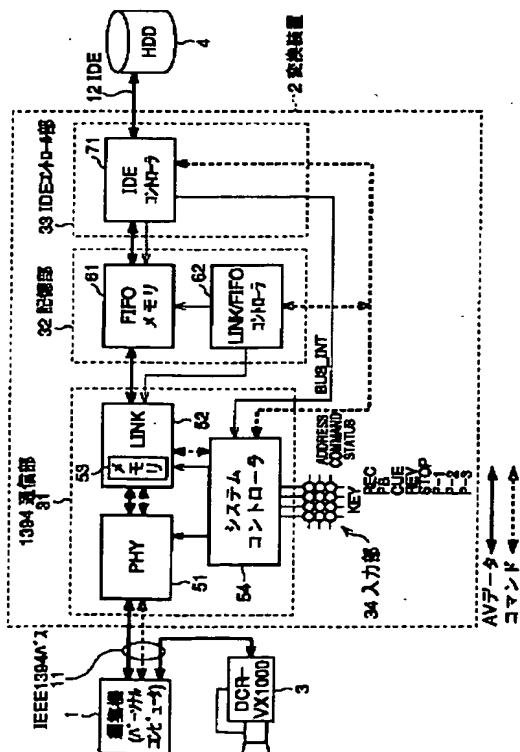 IEEE1394バス
11
1
編集機
(パーソナル
コンピュータ)
DCR-
VX1000
3
1394 通信部
31
PHY
51
LINK
52
53
メモリ
システム
コントローラ
54
34 入力部
KEY
REC
PB
CUE
REV
STOP
P-1
P-2
P-3
ADDRESS
COMMAND
STATUS
BUS_INT
32 記憶部
FIFO
メモリ
61
LINK/FIFO
コントローラ
62
33 IDEコントロール部
IDE
コントローラ
71
12 IDE
HDD
4
2 変換装置
AVデータ
コマンド